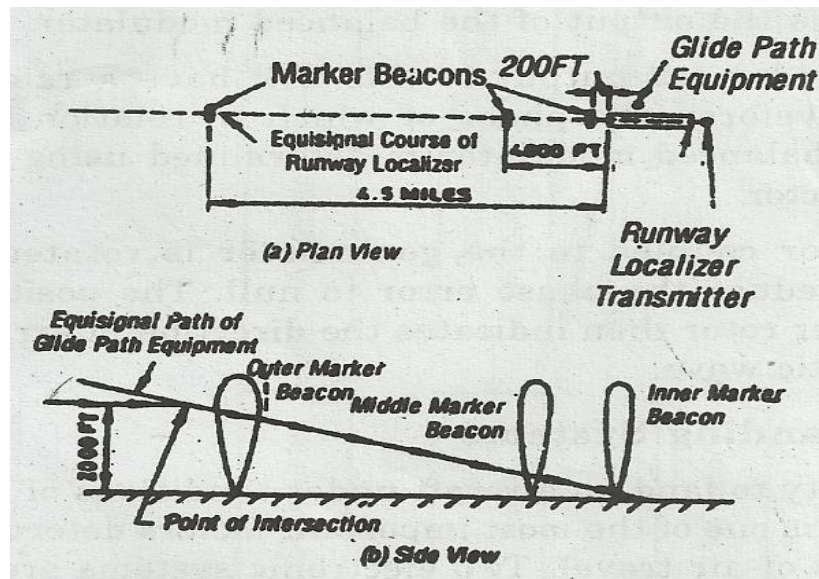 Marker Beacons
200FT
Glide Path
Equipment
Equisignal Course of
Runway Localizer
FT
4.5 MILES
(a) Plan View
Runway
Localizer
Transmitter
Equisignal Path of
Glide Path Equipment
Outer Marker
Beacon
Middle Marker
Beacon
Inner Marker
Beacon
2000 FT
Point of Intersection
(b) Side View